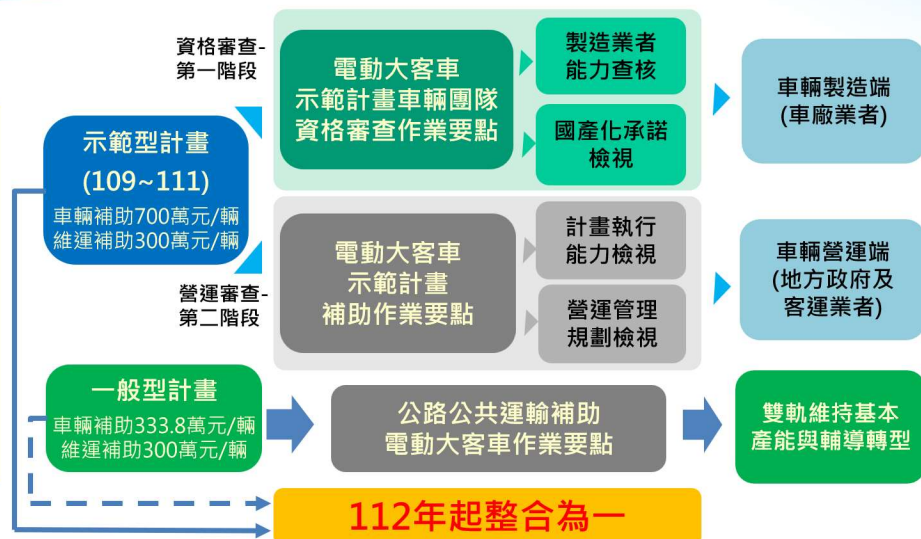 資格審查-
第一階段
電動大客車
示範計畫車輛團隊
資格審查作業要點
製造業者
能力查核
國產化承諾
檢視
車輛製造端
(車廠業者)
示範型計畫
(109~111)
車輛補助700萬元/輛
維運補助300萬元/輛
營運審查-
第二階段
電動大客車
示範計畫
補助作業要點
計畫執行
能力檢視
營運管理
規劃檢視
車輛營運端
(地方政府及
客運業者)
一般型計畫
車輛補助333.8萬元/輛
維運補助300萬元/輛
公路公共運輸補助
電動大客車作業要點
雙軌維持基本
產能與輔導轉型
112年起整合為一